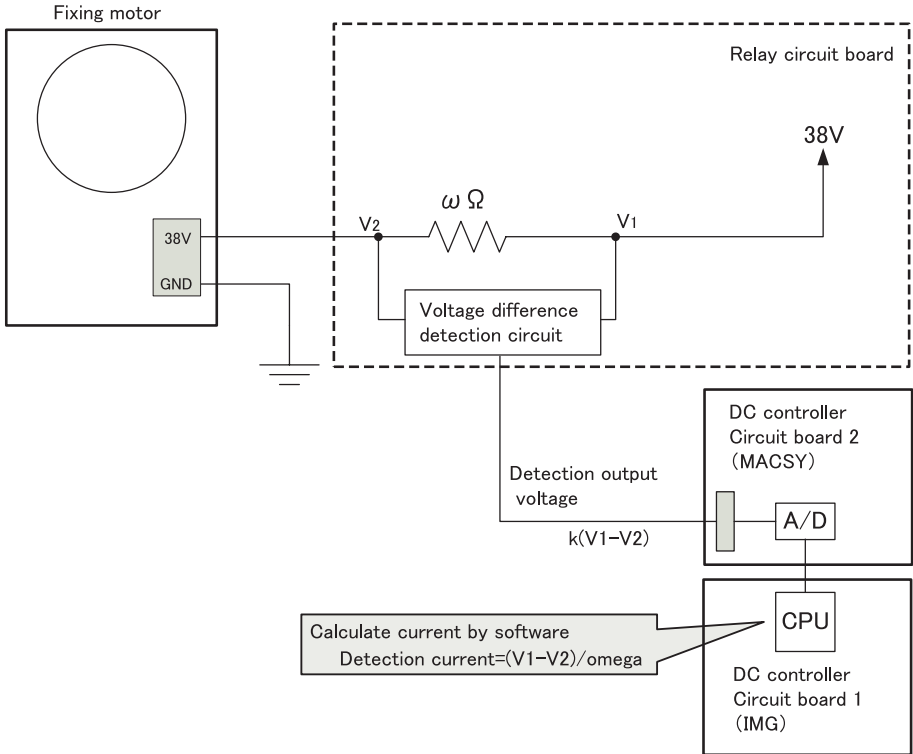 Fixing motor
Relay circuit board
38V
ω Ω
V2
V1
38V
GND
Voltage difference
detection circuit
DC controller
Circuit board 2
(MACSY)
Detection output
voltage
A/D
k(V1-V2)
CPU
Calculate current by software
Detection current=(V1-V2)/omega
DC controller
Circuit board 1
(IMG)